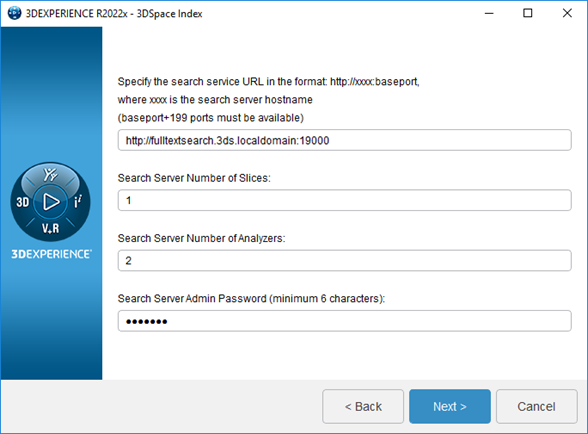 3DEXPERIENCE R2022x - 3DSpace Index
Specify the search service URL in the format: http://xxxx:baseport,
where xxxx is the search server hostname
(baseport+199 ports must be available)
http://fulltextsearch.3ds.localdomain:19000
Search Server Number of Slices:
1
Search Server Number of Analyzers:
2
Search Server Admin Password (minimum 6 characters):
•••••••
3D
V+R
3DEXPERIENCE
< Back
Next >
Cancel